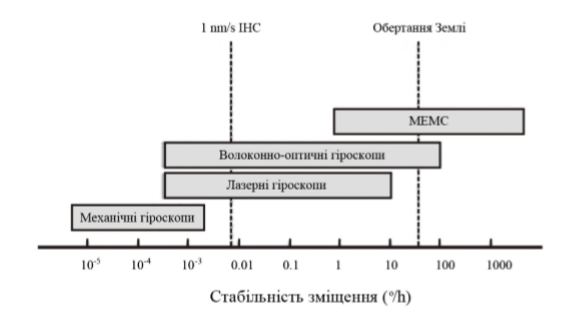 1 nm/s ІНС
Обертання Землі
МЕМС
Волоконно-оптичні гіроскопи
Лазерні гіроскопи
Механічні гіроскопи
10⁻⁵ 10⁻⁴ 10⁻³ 0.01 0.1 1 10 100 1000
Стабільність зміщення (°/h)